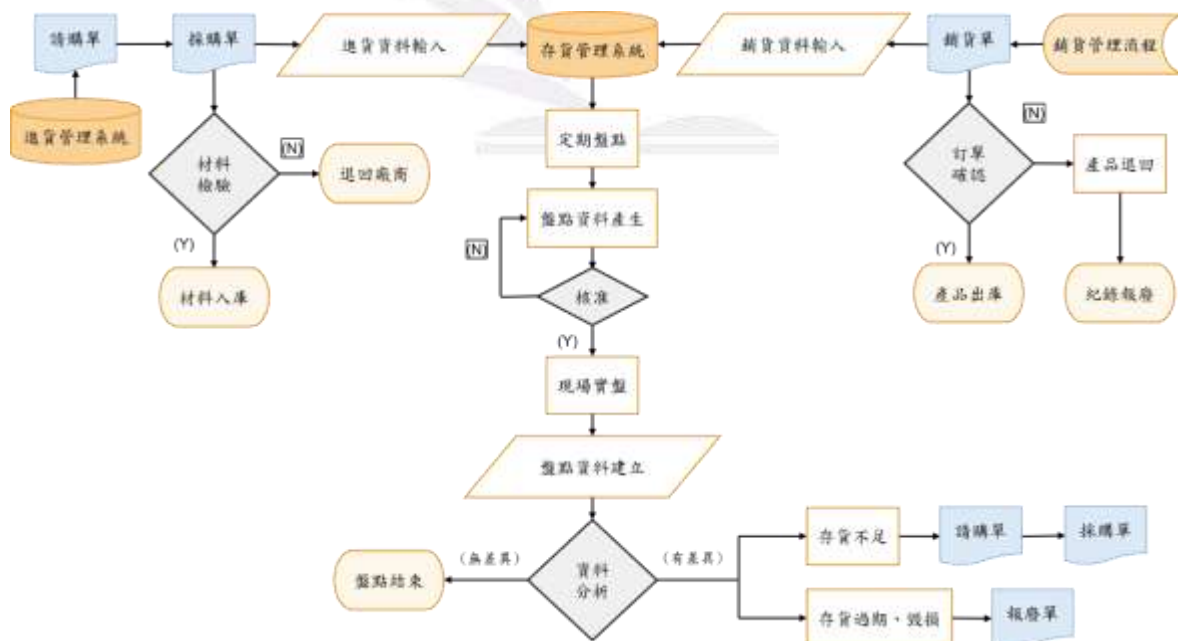 請購單
採購單
進貨資料輸入
存貨管理系統
銷貨資料輸入
銷貨單
銷貨管理流程
進貨管理系統
材料
檢驗
(N)
退回廠商
定期盤點
訂單
確認
(N)
產品退回
盤點資料產生
(Y)
材料入庫
(N)
核准
(Y)
產品出庫
紀錄報廢
(Y)
現場實盤
盤點資料建立
盤點結束
(無差異)
資料
分析
(有差異)
存貨不足
請購單
採購單
存貨過期、毀損
報廢單